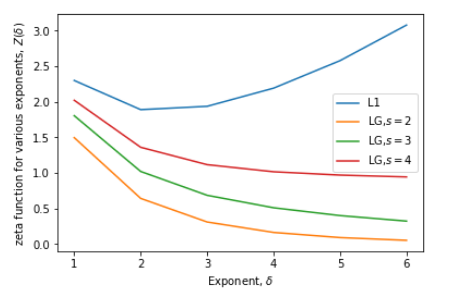 zeta function for various exponents, Z(δ)
3.0
2.5
2.0
1.5
1.0
0.5
0.0
L1
LG,s = 2
LG,s = 3
LG,s = 4
1 2 3 4 5 6
Exponent, δ